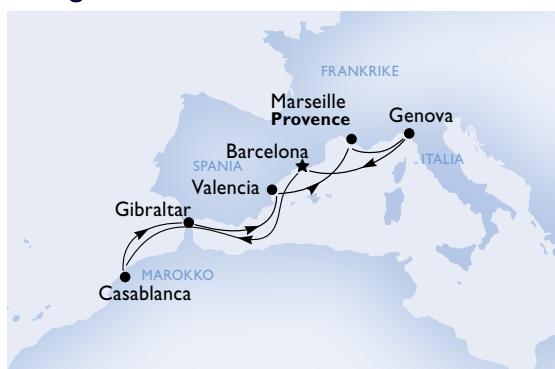 FRANKRIKE
Marseille
Provence
Genova
Barcelona
ITALIA
SPANIA
Valencia
Gibraltar
MAROKKO
Casablanca